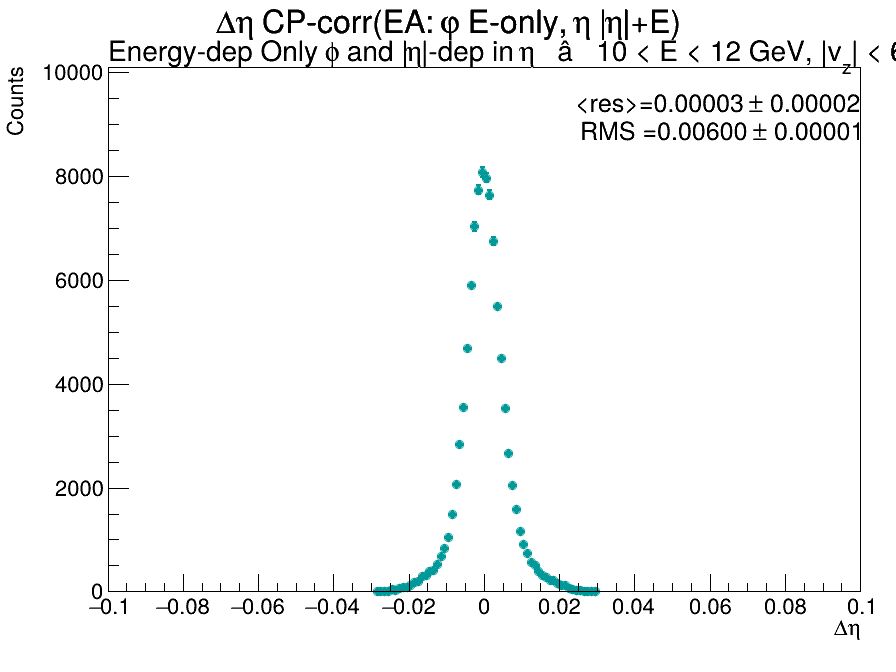 Δη CP-corr(EA: φ E-only, η |η|+E)
Energy-dep Only ϕ and |η|-dep in η â 10 < E < 12 GeV, |v_z| < 6
Counts
10000
8000
6000
4000
2000
0
<res>=0.00003 ± 0.00002
RMS =0.00600 ± 0.00001
−0.1 −0.08 −0.06 −0.04 −0.02 0 0.02 0.04 0.06 0.08 0.1
Δη